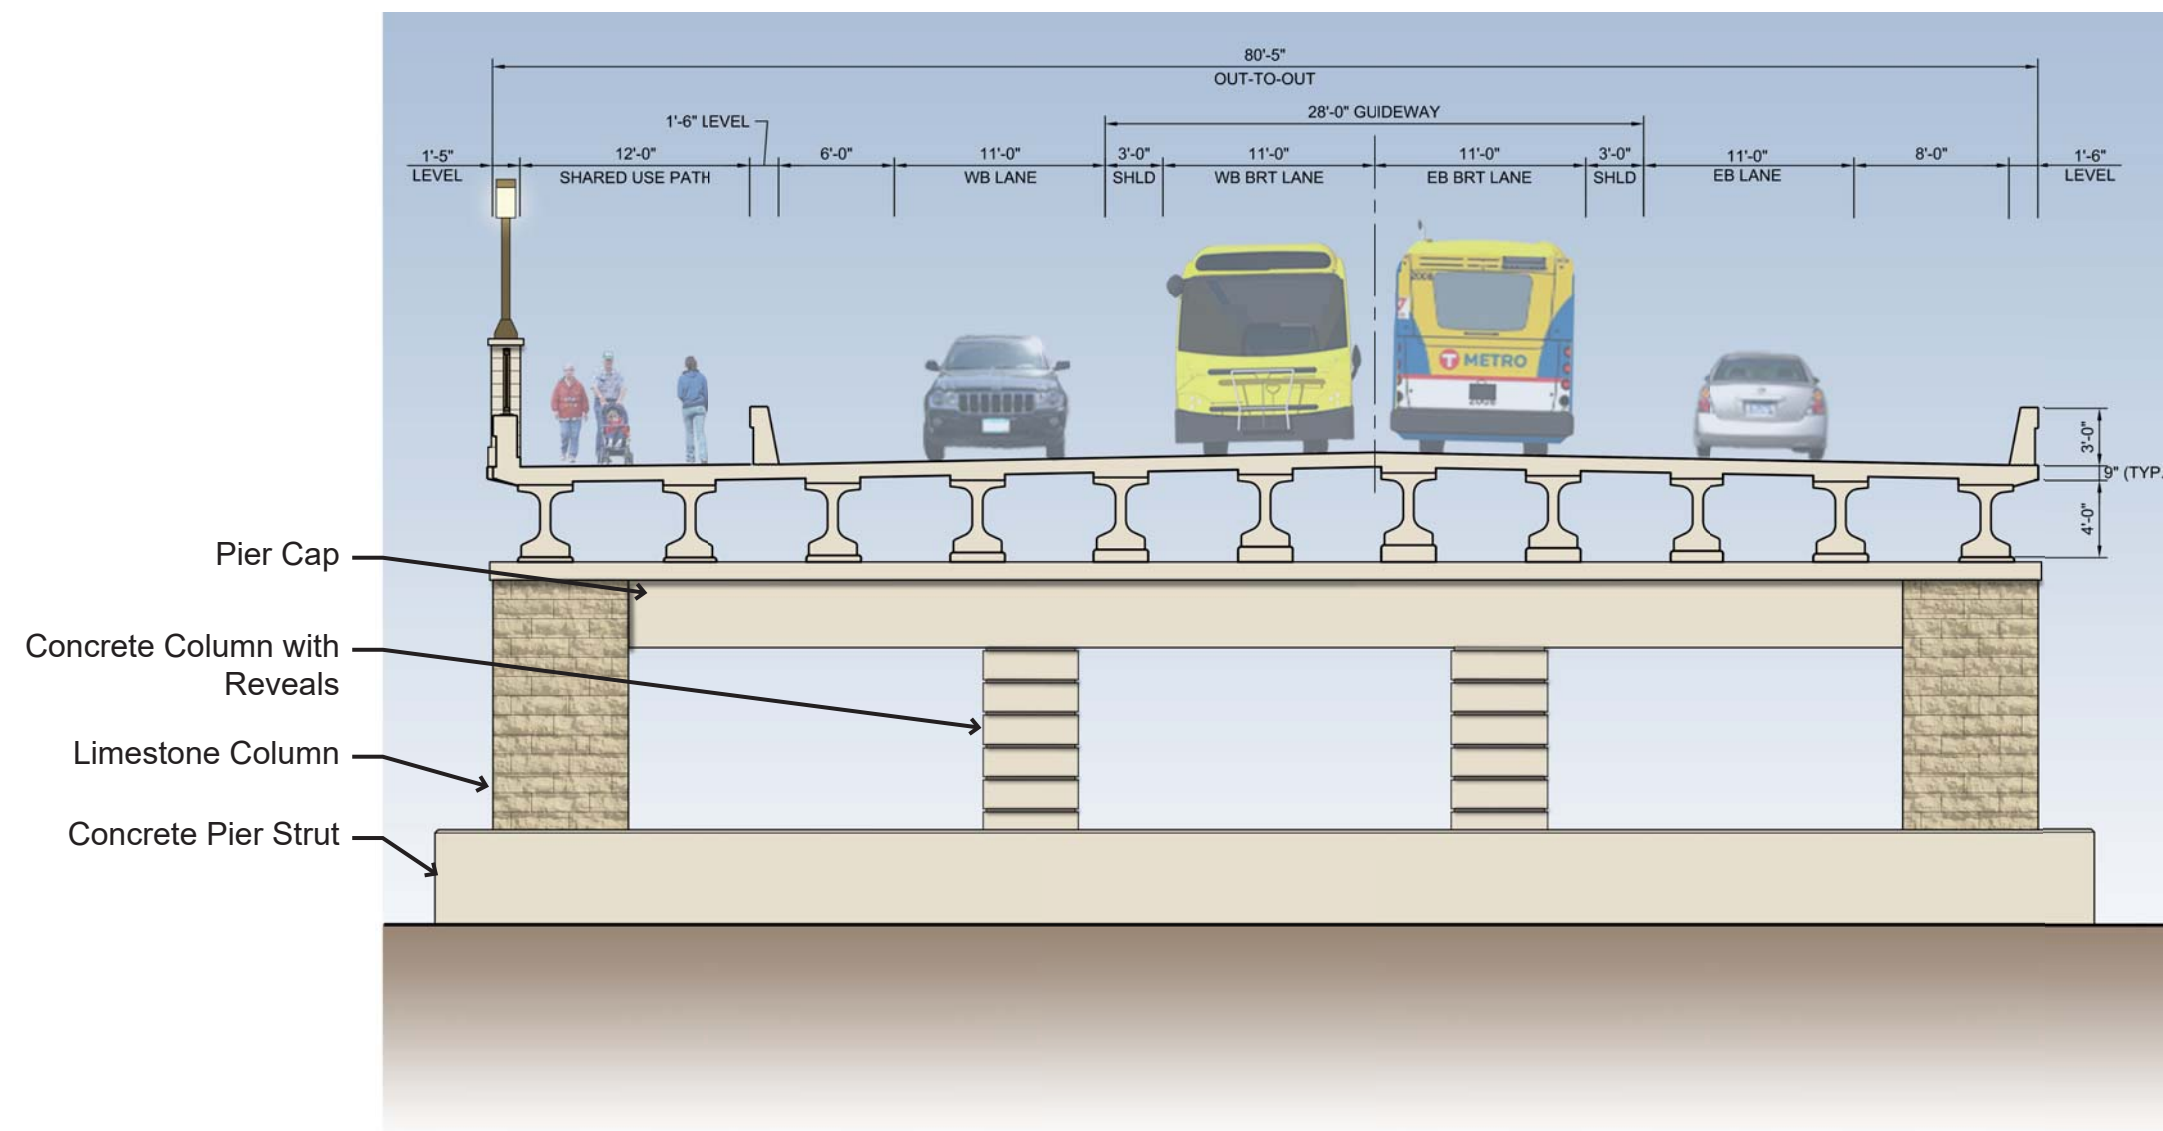 80'-5"
OUT-TO-OUT
28'-0" GUIDEWAY
1'-6" LEVEL
1'-5"
LEVEL
12'-0"
SHARED USE PATH
6'-0"
11'-0"
WB LANE
3'-0"
SHLD
11'-0"
WB BRT LANE
11'-0"
EB BRT LANE
3'-0"
SHLD
11'-0"
EB LANE
8'-0"
1'-6"
LEVEL
T METRO
3'-0"
9" (TYP.
4'-0"
Pier Cap
Concrete Column with
Reveals
Limestone Column
Concrete Pier Strut